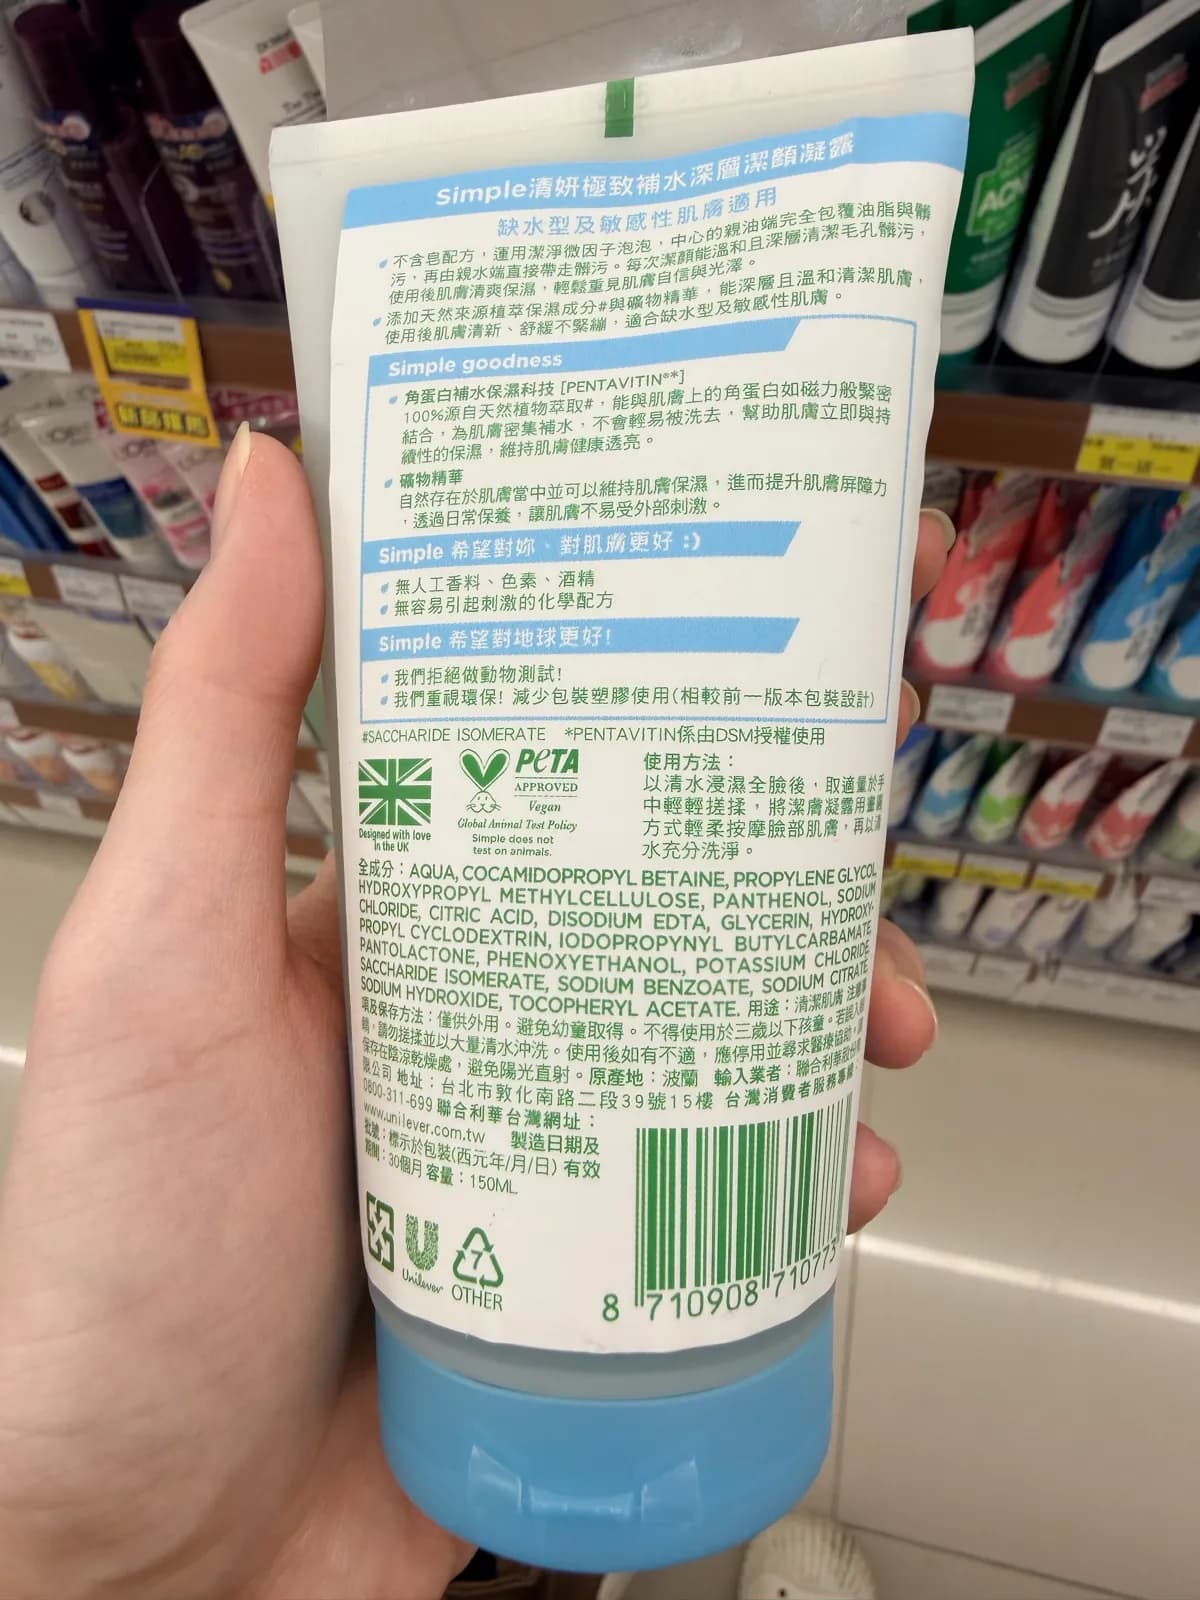 Simple清妍極致補水深層潔顏凝露
缺水型及敏感性肌膚適用
不含皂配方，運用潔淨微因子泡泡，中心的親油端完全包覆油脂與髒
污，再由親水端直接帶走髒污。每次潔顏能溫和且深層清潔毛孔髒污，
使用後肌膚清爽保濕，輕鬆重見肌膚自信與光澤。
添加天然來源植萃保濕成分#與礦物精華，能深層且溫和清潔肌膚，
使用後肌膚清新、舒緩不緊繃，適合缺水型及敏感性肌膚。
Simple goodness
角蛋白補水保濕科技 [PENTAVITIN®*]
100%源自天然植物萃取#，能與肌膚上的角蛋白如磁力般緊密
結合，為肌膚密集補水，不會輕易被洗去，幫助肌膚立即與持
續性的保濕，維持肌膚健康透亮。
礦物精華
自然存在於肌膚當中並可以維持肌膚保濕，進而提升肌膚屏障力
，透過日常保養，讓肌膚不易受外部刺激。
Simple 希望對妳、對肌膚更好 :)
無人工香料、色素、酒精
無容易引起刺激的化學配方
Simple 希望對地球更好!
我們拒絕做動物測試!
我們重視環保! 減少包裝塑膠使用(相較前一版本包裝設計)
#SACCHARIDE ISOMERATE *PENTAVITIN係由DSM授權使用
Designed with love
in the UK
PETA
APPROVED
Vegan
Global Animal Test Policy
Simple does not
test on animals.
使用方法：
以清水浸濕全臉後，取適量於手
中輕輕搓揉，將潔膚凝露用畫圓
方式輕柔按摩臉部肌膚，再以清
水充分洗淨。
全成分：AQUA, COCAMIDOPROPYL BETAINE, PROPYLENE GLYCOL,
HYDROXYPROPYL METHYLCELLULOSE, PANTHENOL, SODIUM
CHLORIDE, CITRIC ACID, DISODIUM EDTA, GLYCERIN, HYDROXY-
PROPYL CYCLODEXTRIN, IODOPROPYNYL BUTYLCARBAMATE,
PANTOLACTONE, PHENOXYETHANOL, POTASSIUM CHLORIDE,
SACCHARIDE ISOMERATE, SODIUM BENZOATE, SODIUM CITRATE,
SODIUM HYDROXIDE, TOCOPHERYL ACETATE. 用途：清潔肌膚 注意事
項及保存方法：僅供外用。避免幼童取得。不得使用於三歲以下孩童。若誤入眼
睛，請勿搓揉並以大量清水沖洗。使用後如有不適，應停用並尋求醫療協助。
保存在陰涼乾燥處，避免陽光直射。原產地：波蘭 輸入業者：聯合利華股份有
限公司 地址：台北市敦化南路二段39號15樓 台灣消費者服務專線：
0800-311-699 聯合利華台灣網址：
www.unilever.com.tw 製造日期及
批號：標示於包裝(西元年/月/日) 有效
期間：30個月 容量：150ML
Unilever
7
OTHER
8 710908 710773
ACN
新品推薦